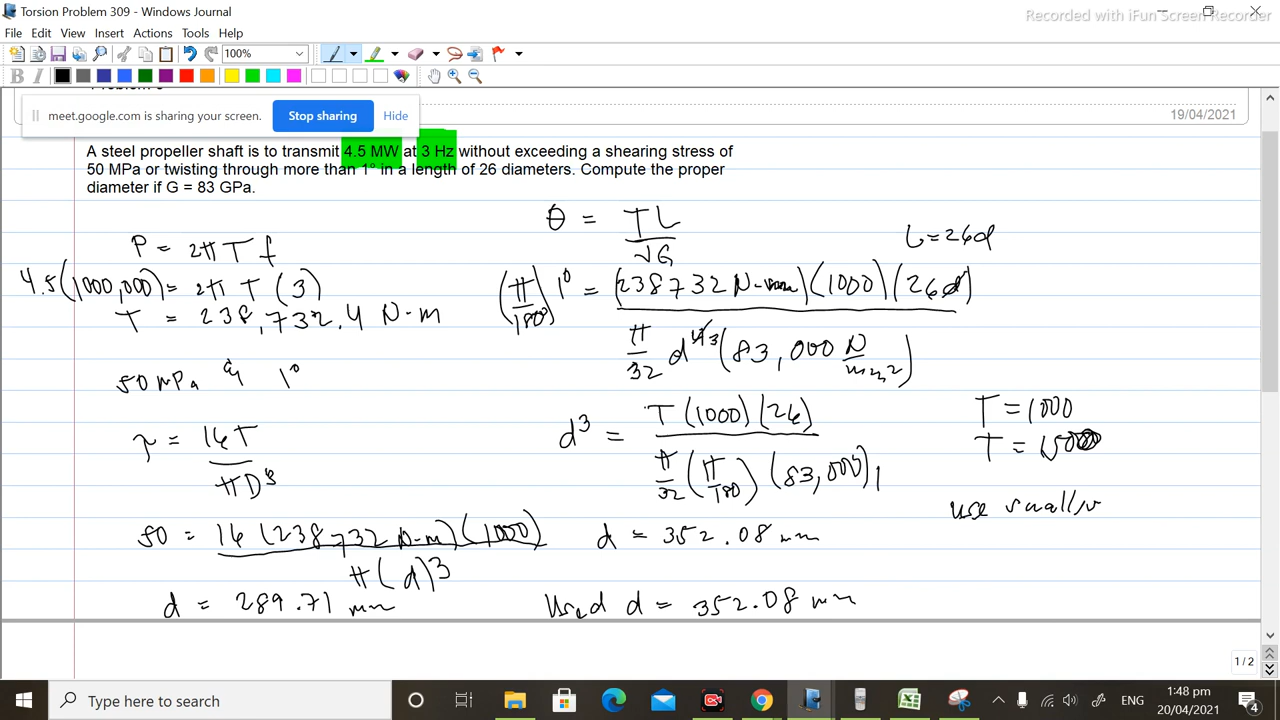 Torsion Problem 309 - Windows Journal
Recorded with iFun Screen Recorder
File Edit View Insert Actions Tools Help
100%
B I
meet.google.com is sharing your screen. Stop sharing Hide
19/04/2021
A steel propeller shaft is to transmit 4.5 MW at 3 Hz without exceeding a shearing stress of
50 MPa or twisting through more than 1° in a length of 26 diameters. Compute the proper
diameter if G = 83 GPa.
P = 2π T f
4.5(1000,000) = 2π T (3)
T = 238,732.4 N·m
50 MPa & 1°
τ = 16T
πD³
50 = 16 (238732 N-m)(1000)
π(d)³
d = 289.71 mm
θ = TL
JG
L = 26d
(π/180) 1° = (238732 N-m)(1000)(26d)
π/32 d⁴ ³ (83,000 N/mm²)
d³ = T(1000)(26)
π/32 (π/180) (83,000)
d = 352.08 mm
Used d = 352.08 mm
T = 1000
T = 1500
use smaller
1 / 2
Type here to search
ENG
1:48 pm
20/04/2021
4